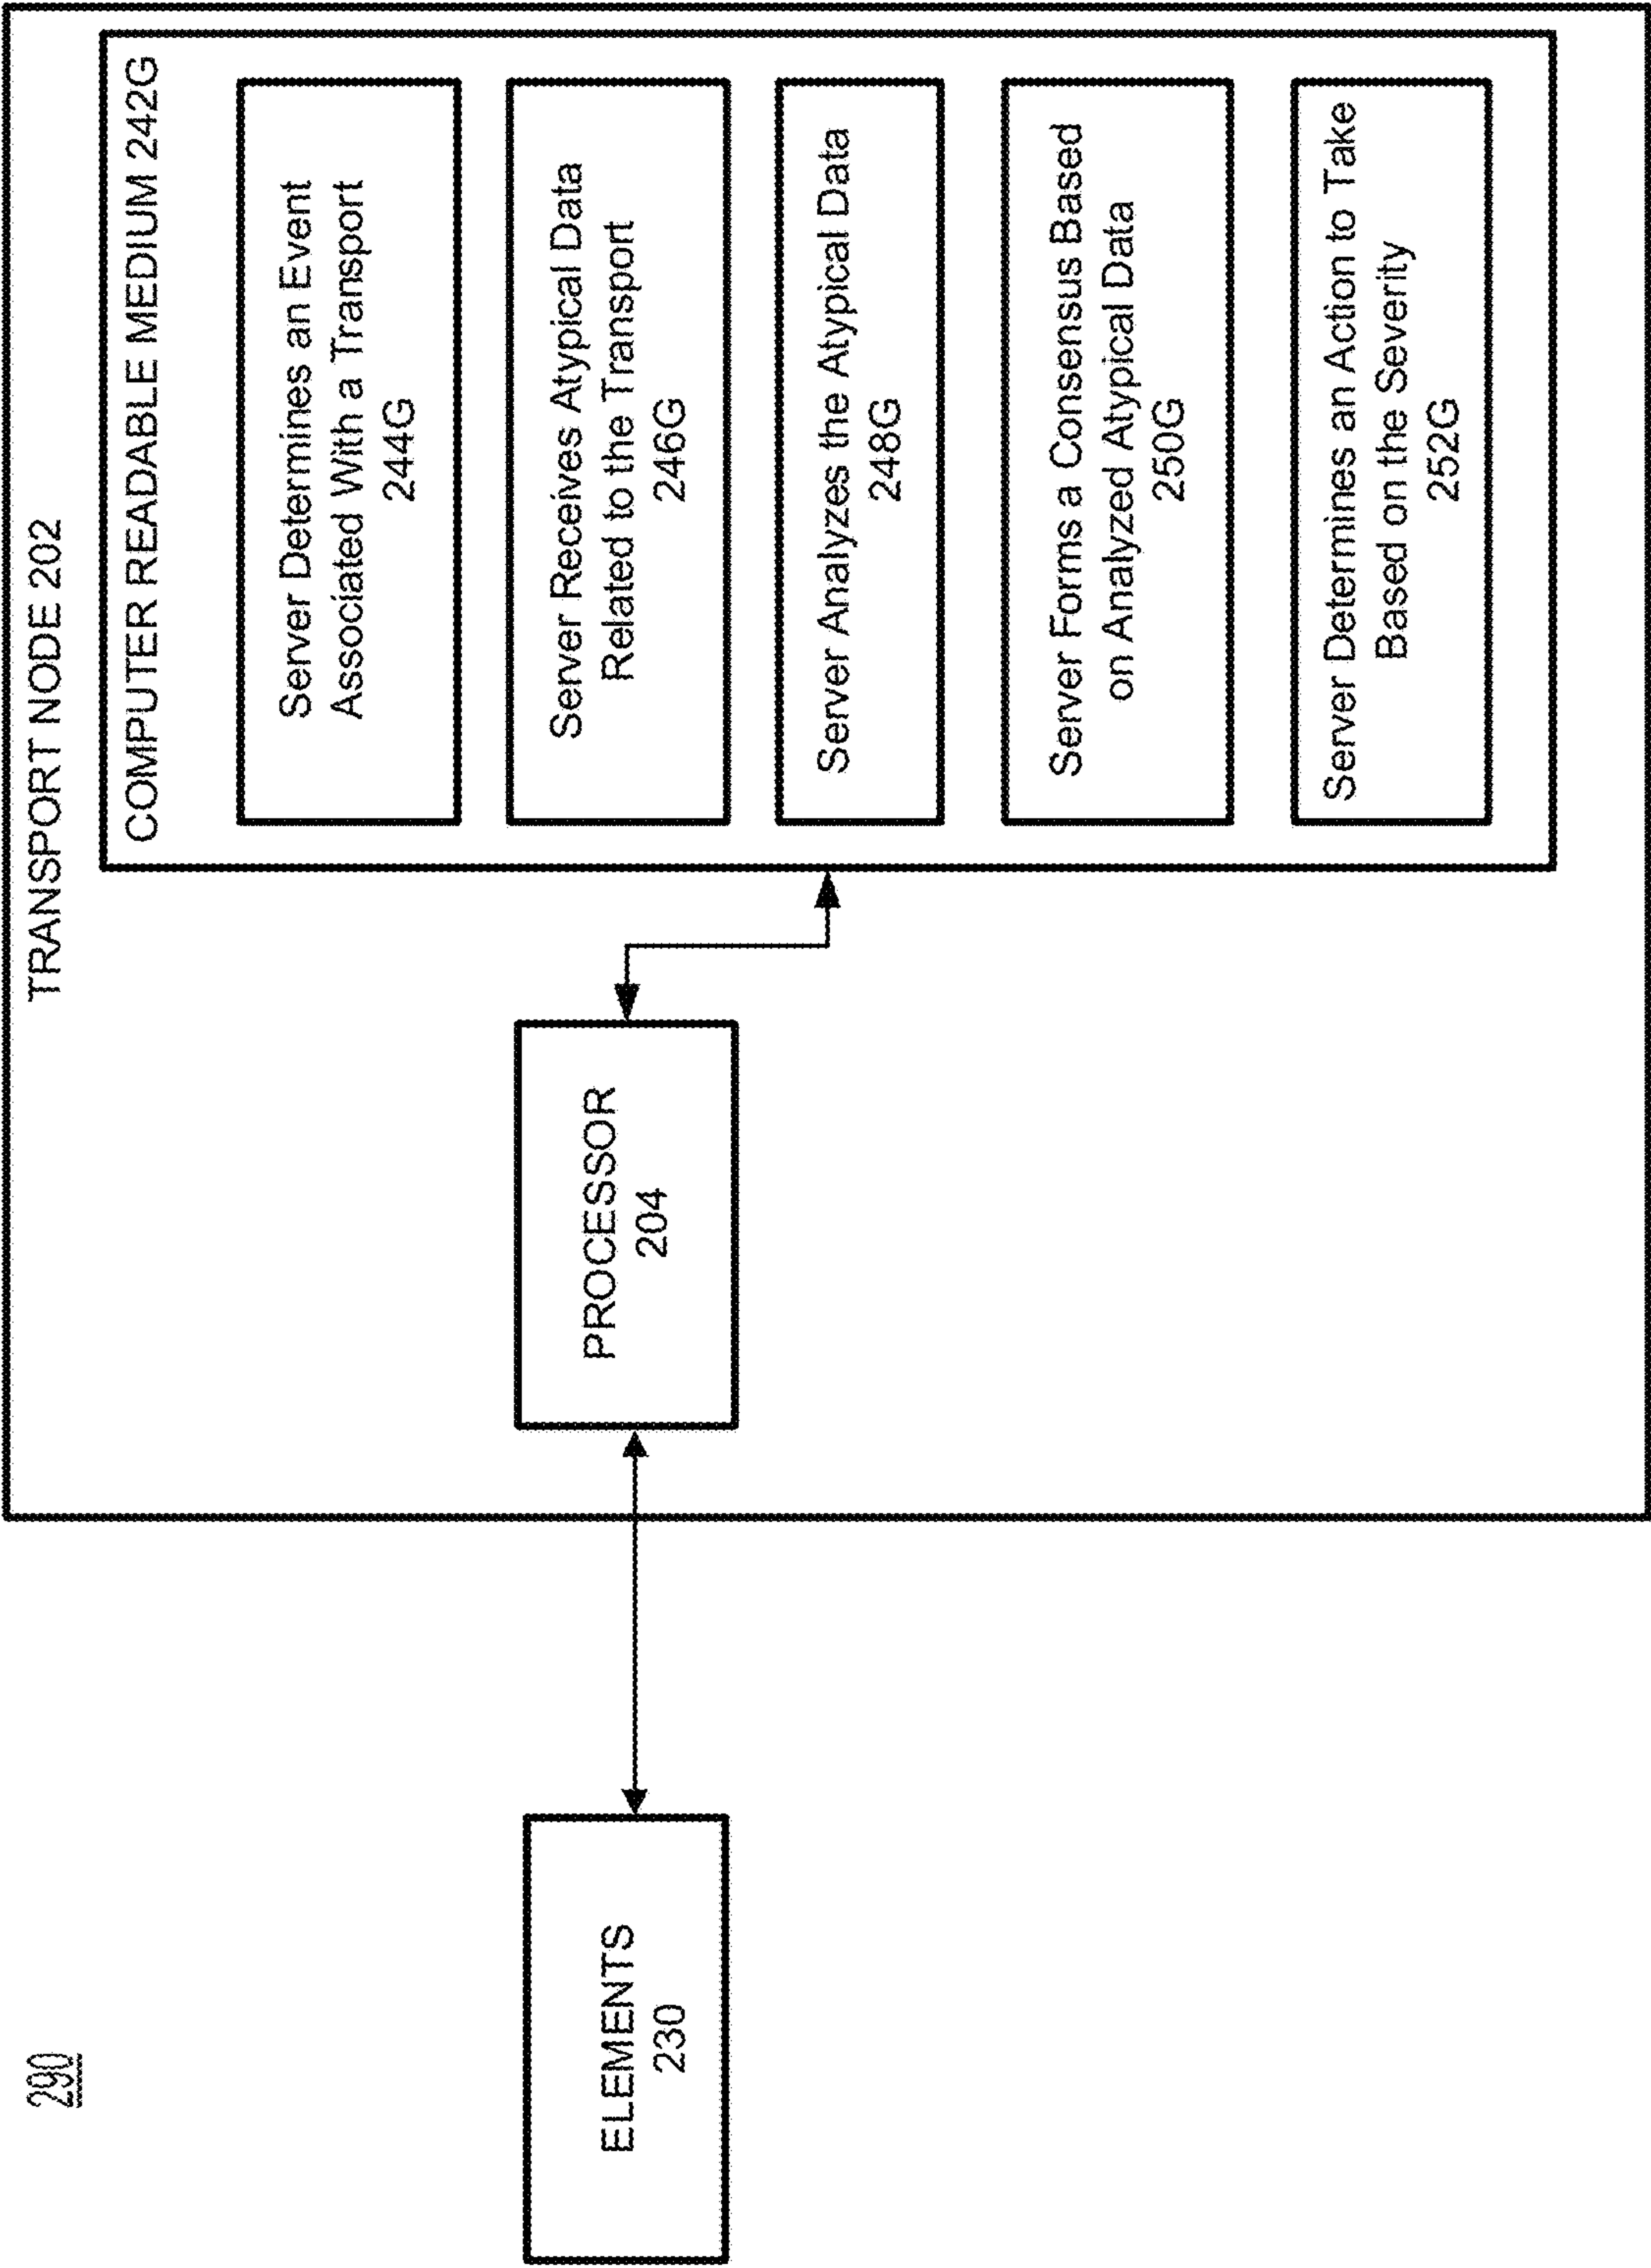 290
TRANSPORT NODE 202
COMPUTER READABLE MEDIUM 242G
Server Determines an Event
Associated With a Transport
244G
Server Receives Atypical Data
Related to the Transport
246G
Server Analyzes the Atypical Data
248G
Server Forms a Consensus Based
on Analyzed Atypical Data
250G
Server Determines an Action to Take
Based on the Severity
252G
PROCESSOR
204
ELEMENTS
230